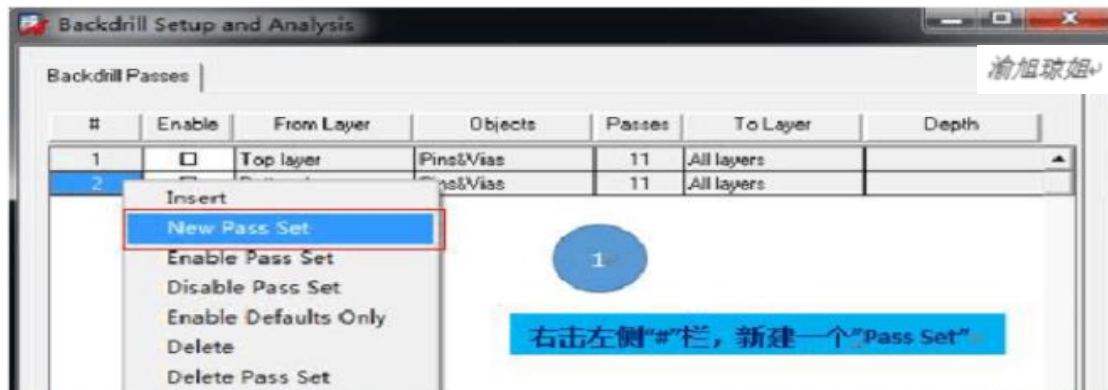 Backdrill Setup and Analysis
渝旭琼姐
Backdrill Passes
# Enable From Layer Objects Passes To Layer Depth
1 Top layer Pins&Vias 11 All layers
2 Pins&Vias 11 All layers
Insert
New Pass Set
Enable Pass Set
Disable Pass Set
Enable Defaults Only
Delete
Delete Pass Set
1
右击左侧"#"栏，新建一个"Pass Set"